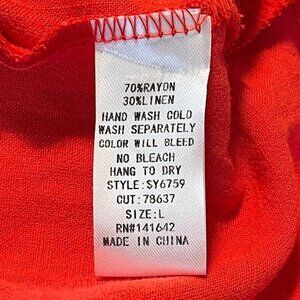 70%RAYON
30%LINEN
HAND WASH COLD
WASH SEPARATELY
COLOR WILL BLEED
NO BLEACH
HANG TO DRY
STYLE:SY6759
CUT:78637
SIZE:L
RN#141642
MADE IN CHINA